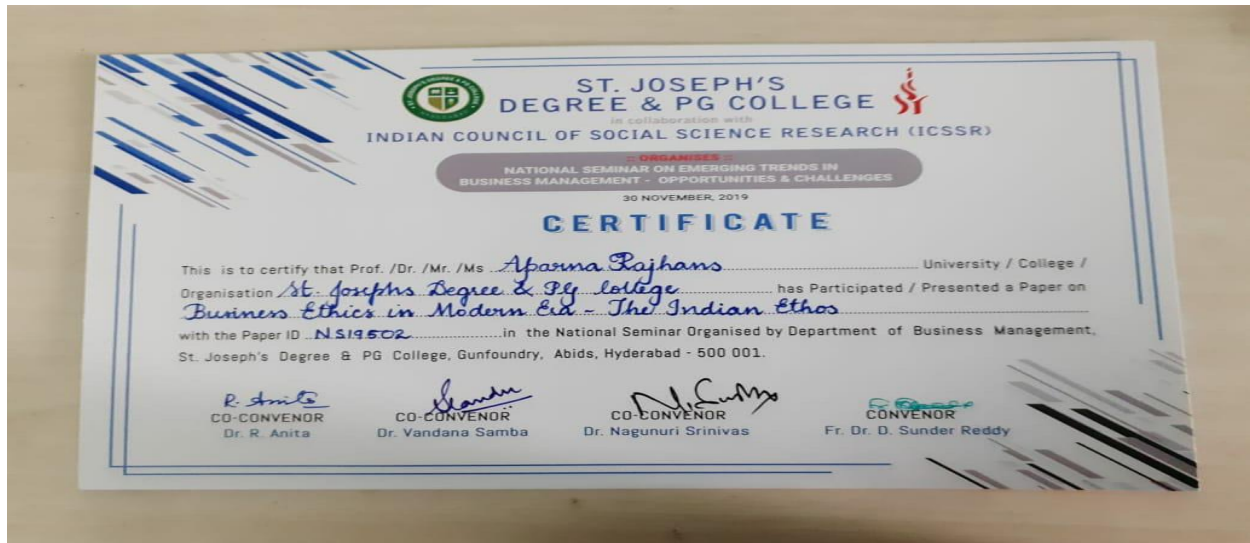 ST. JOSEPH'S
DEGREE & PG COLLEGE
in collaboration with
INDIAN COUNCIL OF SOCIAL SCIENCE RESEARCH (ICSSR)
:: ORGANISES ::
NATIONAL SEMINAR ON EMERGING TRENDS IN
BUSINESS MANAGEMENT - OPPORTUNITIES & CHALLENGES
30 NOVEMBER, 2019
CERTIFICATE
This is to certify that Prof. /Dr. /Mr. /Ms Aparna Rajhans University / College /
Organisation St. Josephs Degree & PG College has Participated / Presented a Paper on
Business Ethics in Modern Era - The Indian Ethos
with the Paper ID NS19502 in the National Seminar Organised by Department of Business Management,
St. Joseph's Degree & PG College, Gunfoundry, Abids, Hyderabad - 500 001.
R. Anita
CO-CONVENOR CO-CONVENOR CO-CONVENOR CONVENOR
Dr. R. Anita Dr. Vandana Samba Dr. Nagunuri Srinivas Fr. Dr. D. Sunder Reddy